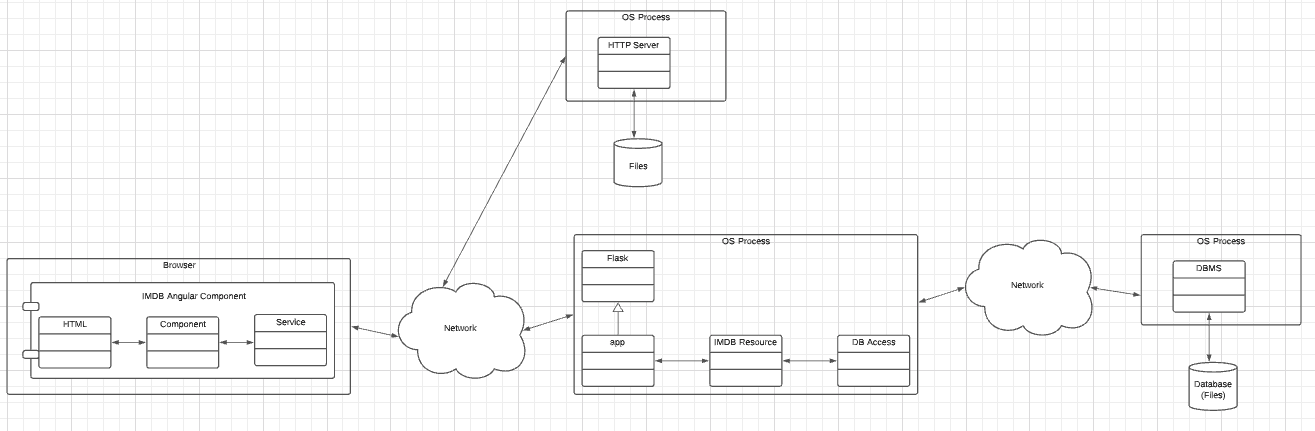 OS Process
HTTP Server
Files
Browser
IMDB Angular Component
HTML
Component
Service
Network
OS Process
Flask
app
IMDB Resource
DB Access
Network
OS Process
DBMS
Database
(Files)